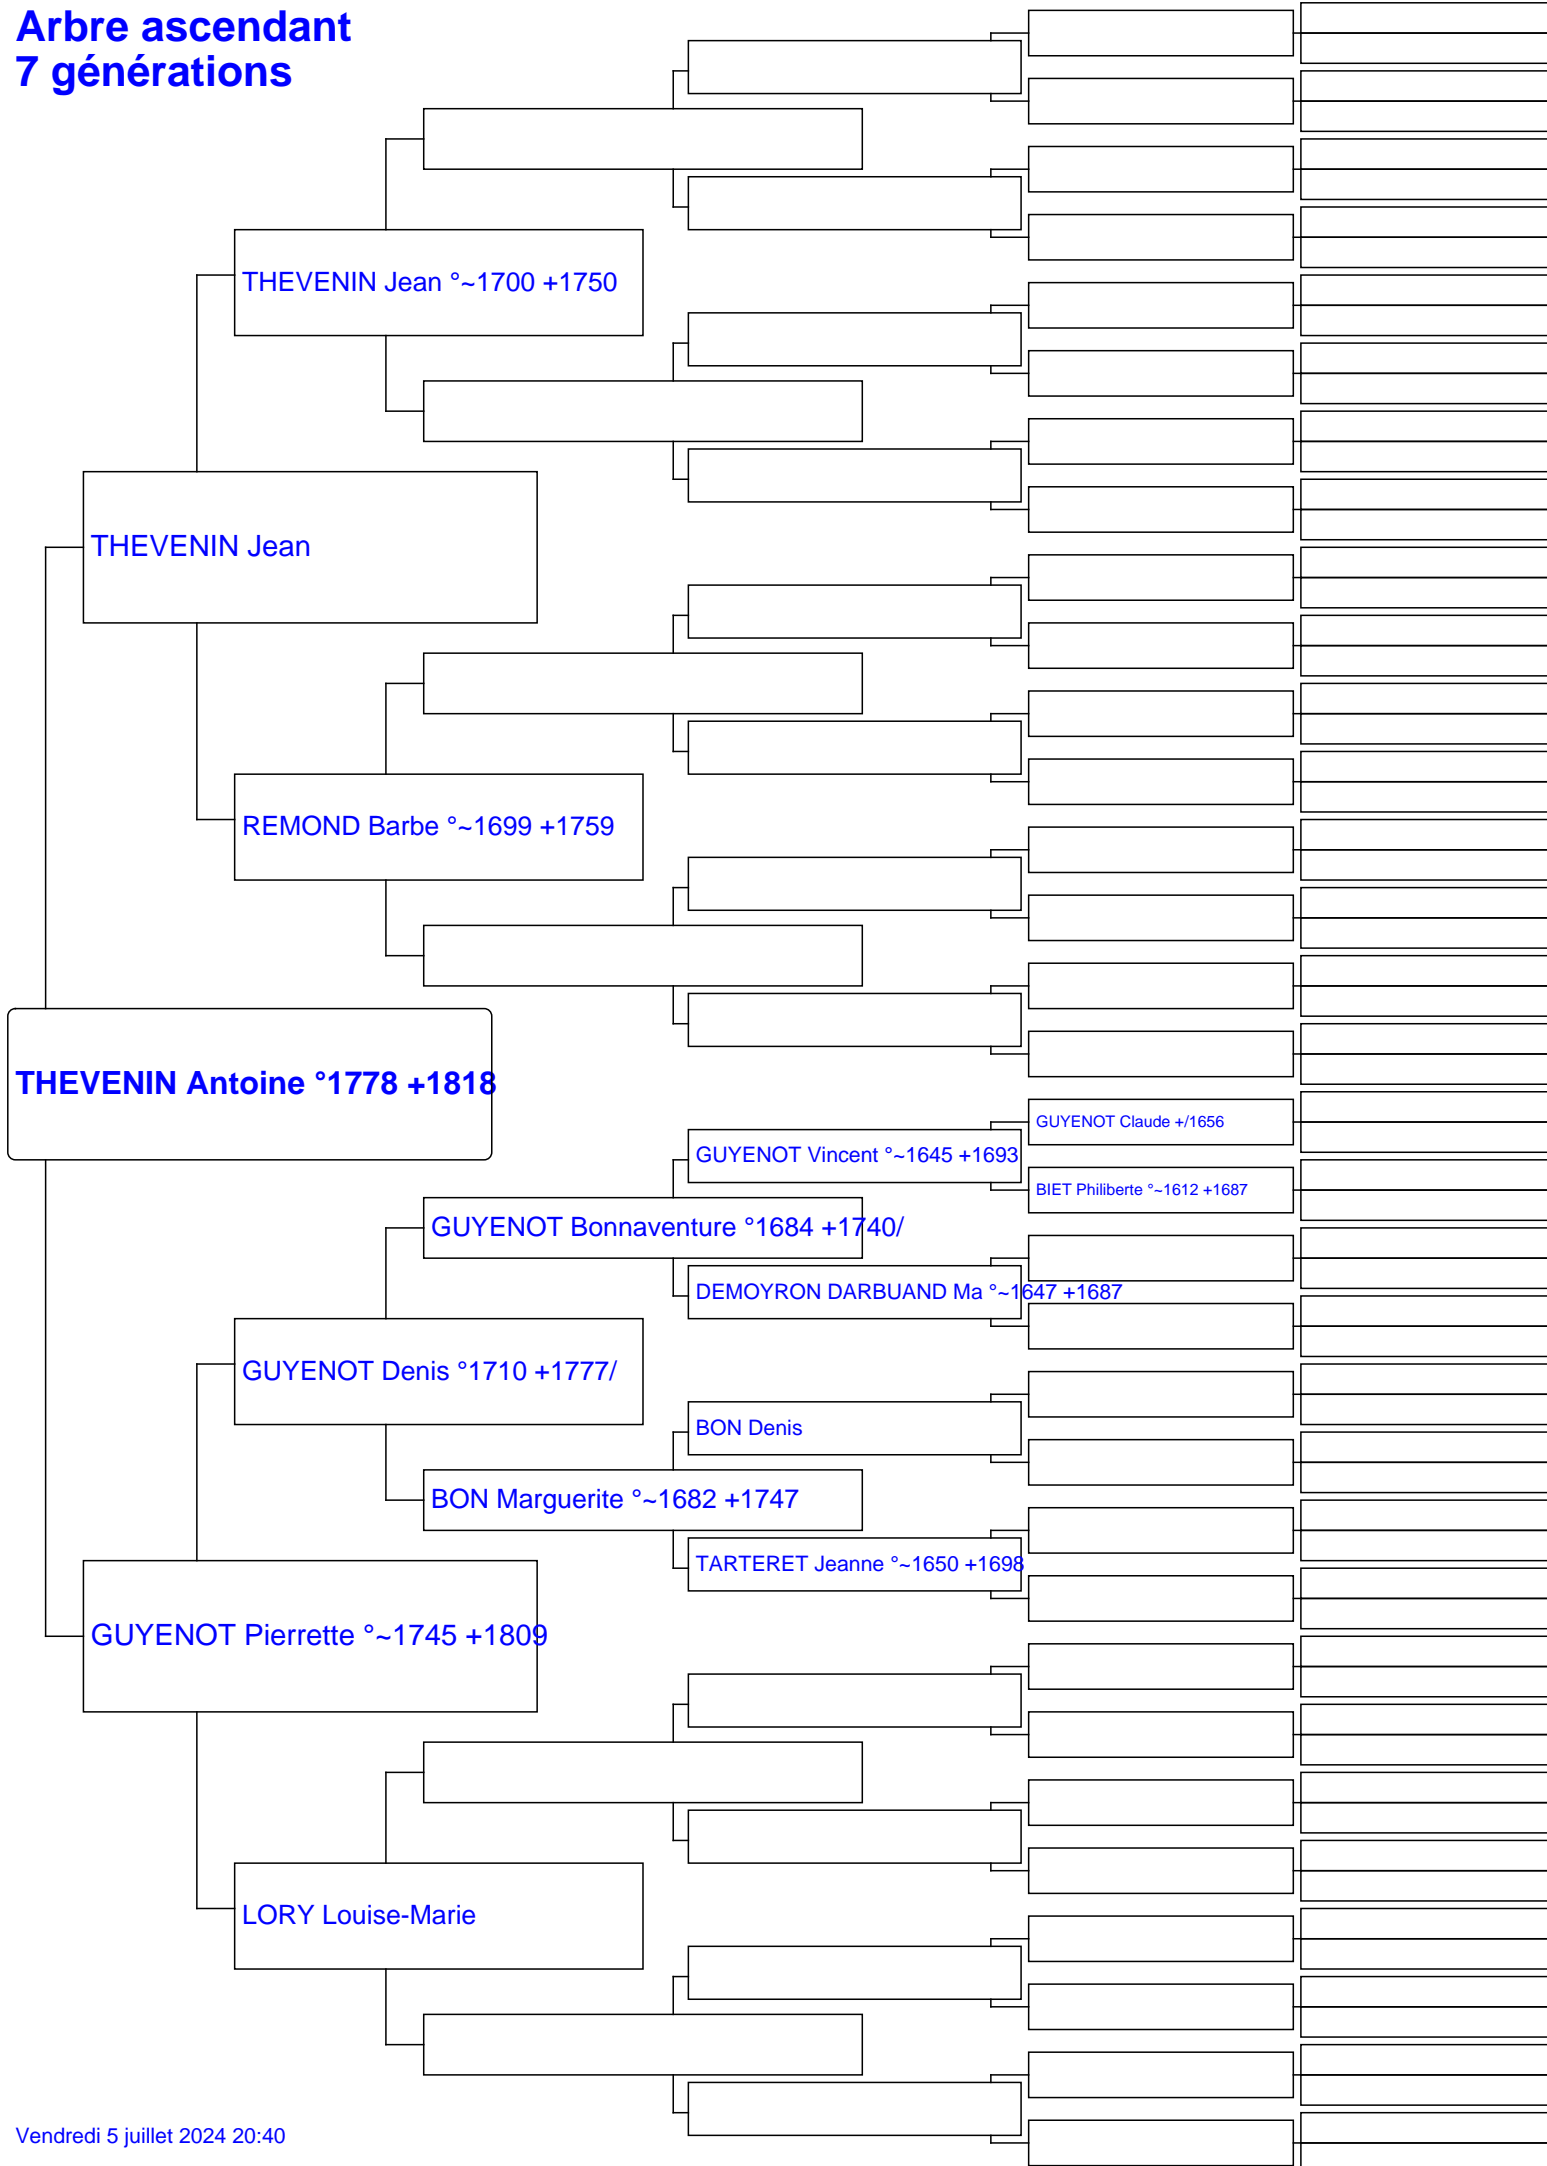 Arbre ascendant
7 générations
THEVENIN Jean °~1700 +1750
THEVENIN Jean
REMOND Barbe °~1699 +1759
THEVENIN Antoine °1778 +1818
GUYENOT Claude +/1656
GUYENOT Vincent °~1645 +1693
BIET Philiberte °~1612 +1687
GUYENOT Bonnaventure °1684 +1740/
DEMOYRON DARBUAND Ma °~1647 +1687
GUYENOT Denis °1710 +1777/
BON Denis
BON Marguerite °~1682 +1747
TARTERET Jeanne °~1650 +1698
GUYENOT Pierrette °~1745 +1809
LORY Louise-Marie
Vendredi 5 juillet 2024 20:40